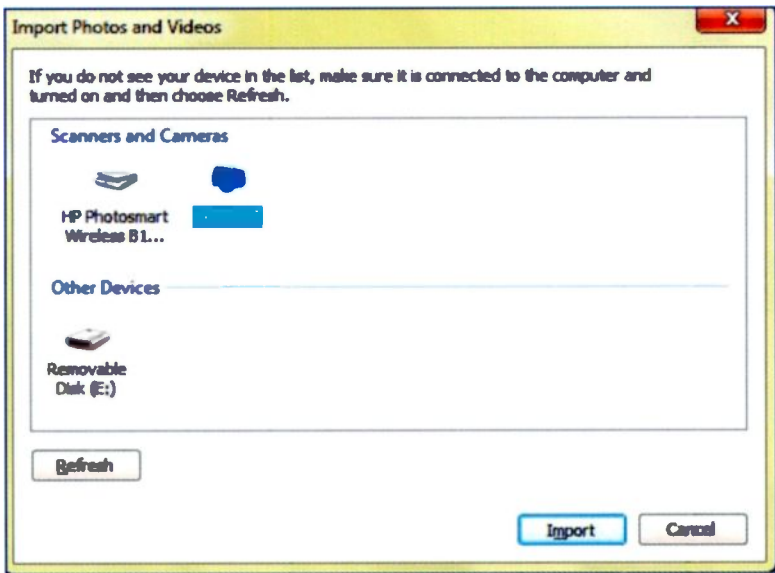 Import Photos and Videos
If you do not see your device in the list, make sure it is connected to the computer and
turned on and then choose Refresh.
Scanners and Cameras
HP Photosmart
Wireless B1...
Other Devices
Removable
Disk (E:)
Refresh
Import Cancel